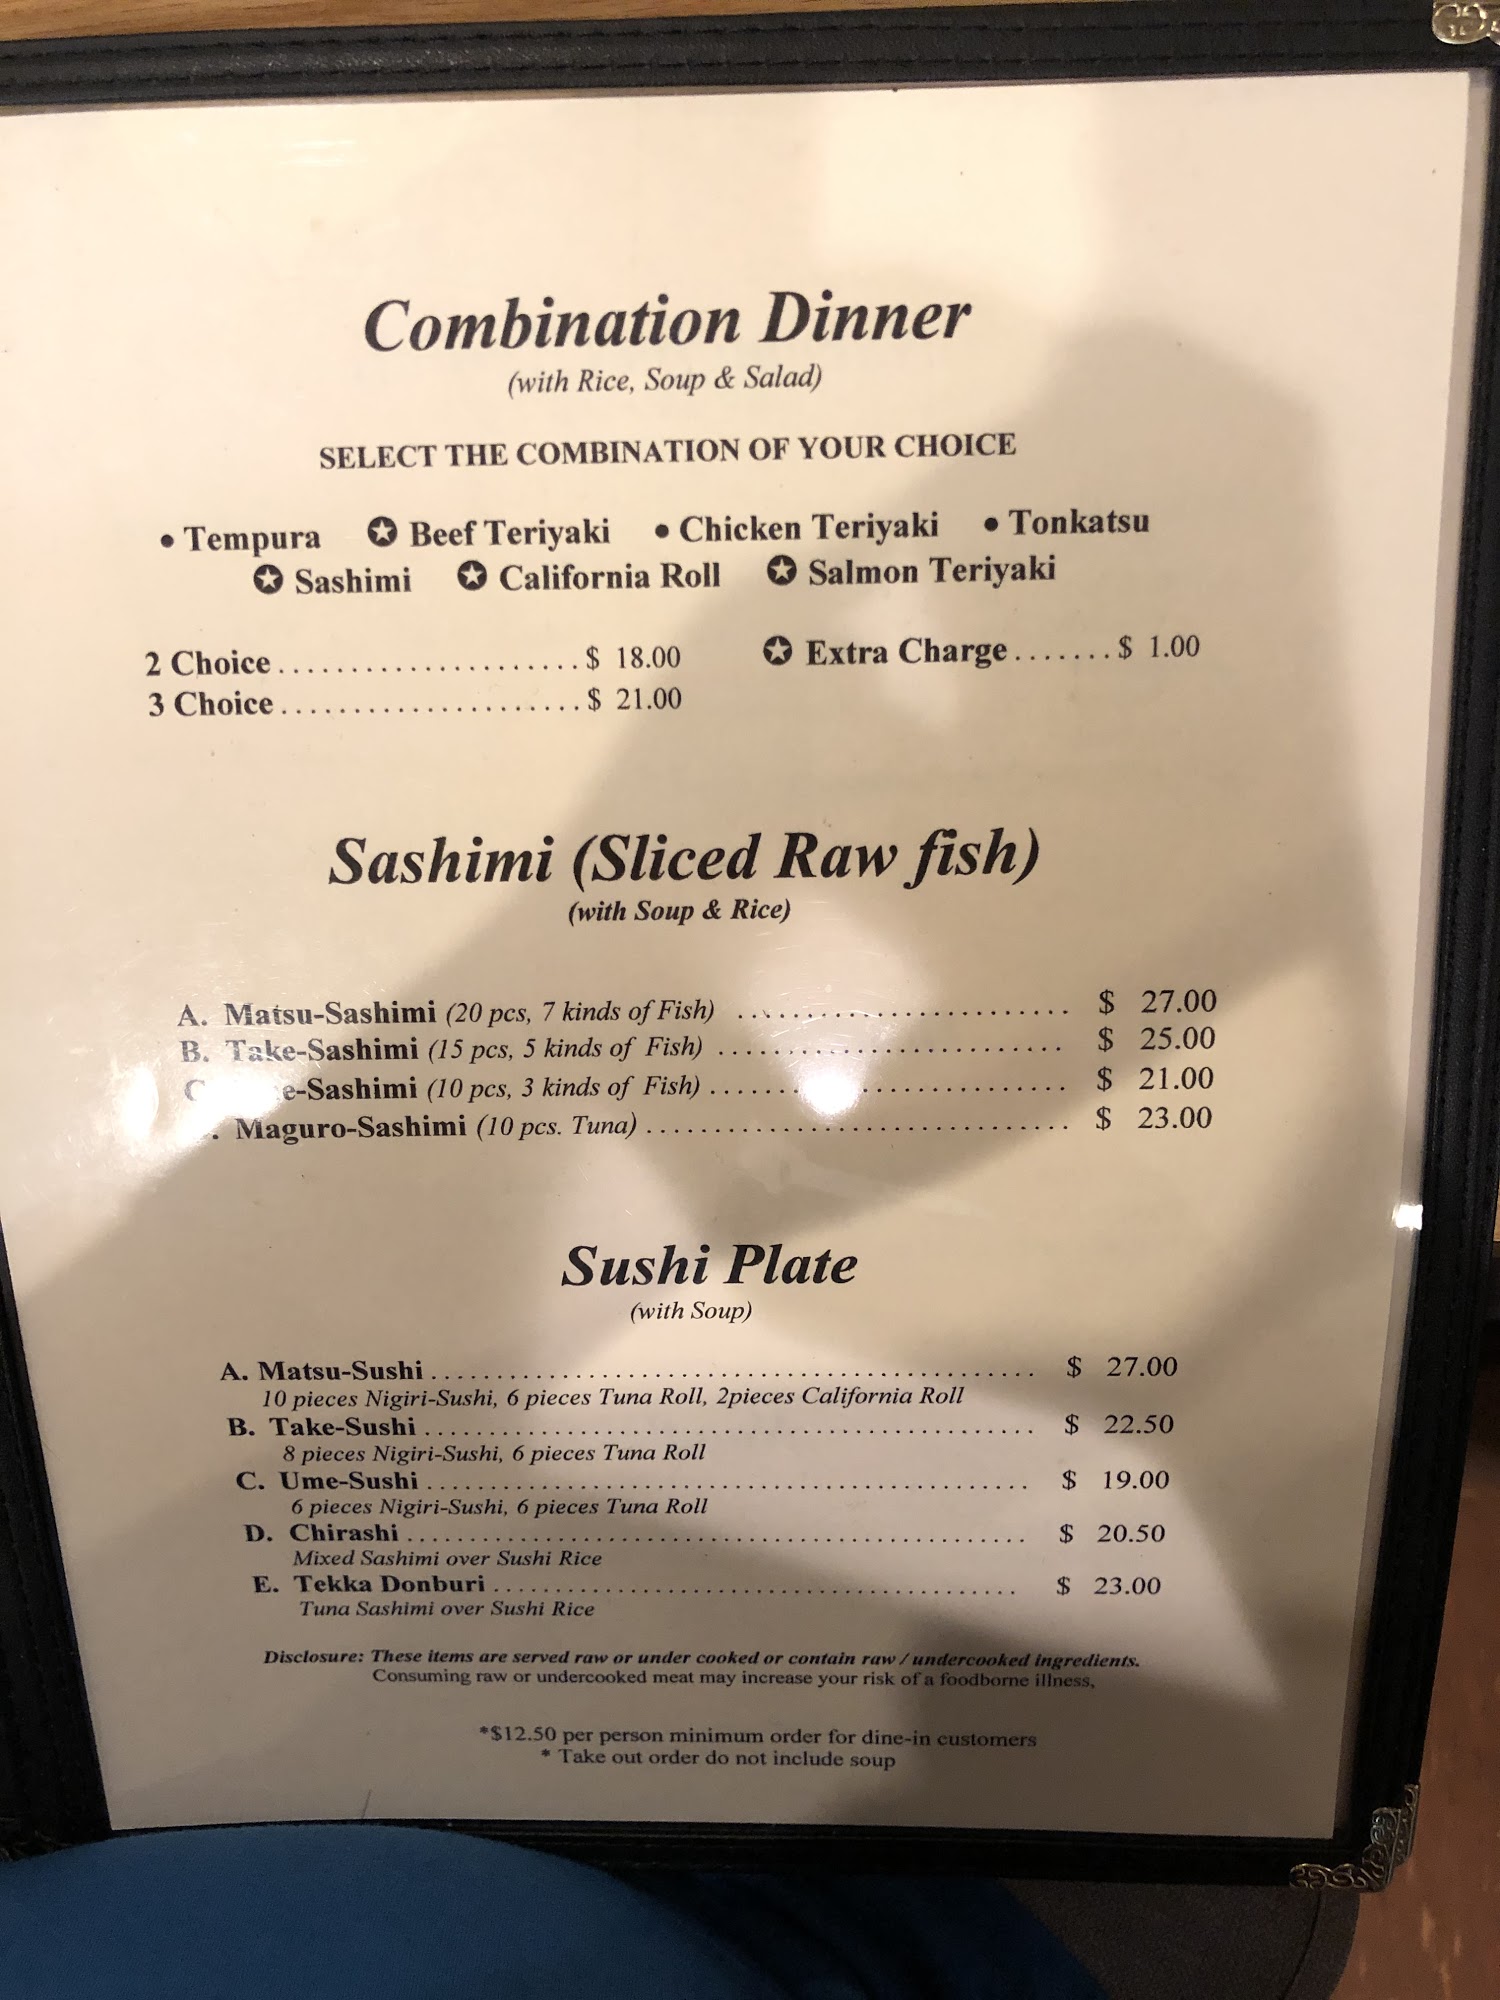 Combination Dinner
(with Rice, Soup & Salad)
SELECT THE COMBINATION OF YOUR CHOICE
• Tempura ✪ Beef Teriyaki • Chicken Teriyaki • Tonkatsu
✪ Sashimi ✪ California Roll ✪ Salmon Teriyaki
2 Choice..................... $ 18.00 ✪ Extra Charge....... $ 1.00
3 Choice..................... $ 21.00
Sashimi (Sliced Raw fish)
(with Soup & Rice)
A. Matsu-Sashimi (20 pcs, 7 kinds of Fish) ........................ $ 27.00
B. Take-Sashimi (15 pcs, 5 kinds of Fish) ......................... $ 25.00
e-Sashimi (10 pcs, 3 kinds of Fish) ......................... $ 21.00
. Maguro-Sashimi (10 pcs. Tuna) .............................. $ 23.00
Sushi Plate
(with Soup)
A. Matsu-Sushi ............................................... $ 27.00
10 pieces Nigiri-Sushi, 6 pieces Tuna Roll, 2pieces California Roll
B. Take-Sushi ............................................... $ 22.50
8 pieces Nigiri-Sushi, 6 pieces Tuna Roll
C. Ume-Sushi ............................................... $ 19.00
6 pieces Nigiri-Sushi, 6 pieces Tuna Roll
D. Chirashi ................................................ $ 20.50
Mixed Sashimi over Sushi Rice
E. Tekka Donburi ......................................... $ 23.00
Tuna Sashimi over Sushi Rice
Disclosure: These items are served raw or under cooked or contain raw / undercooked ingredients.
Consuming raw or undercooked meat may increase your risk of a foodborne illness,
*$12.50 per person minimum order for dine-in customers
* Take out order do not include soup